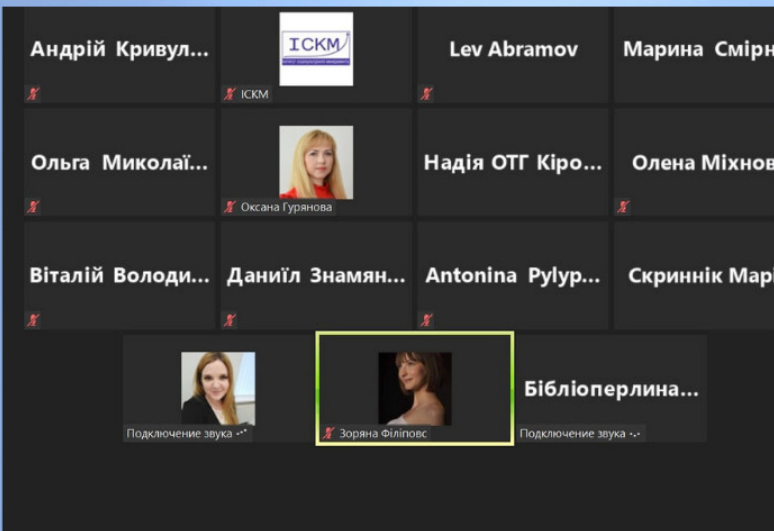 Андрій Кривул...
ІСКМ
ІСКМ
Lev Abramov
Марина Смірн
Ольга Миколаї...
Оксана Гурянова
Надія ОТГ Кіро...
Олена Міхнов
Віталій Володи...
Даниїл Знамян...
Antonina Pylyp...
Скриннік Марі
Подключение звука
Зоряна Філіповс
Бібліоперлина...
Подключение звука